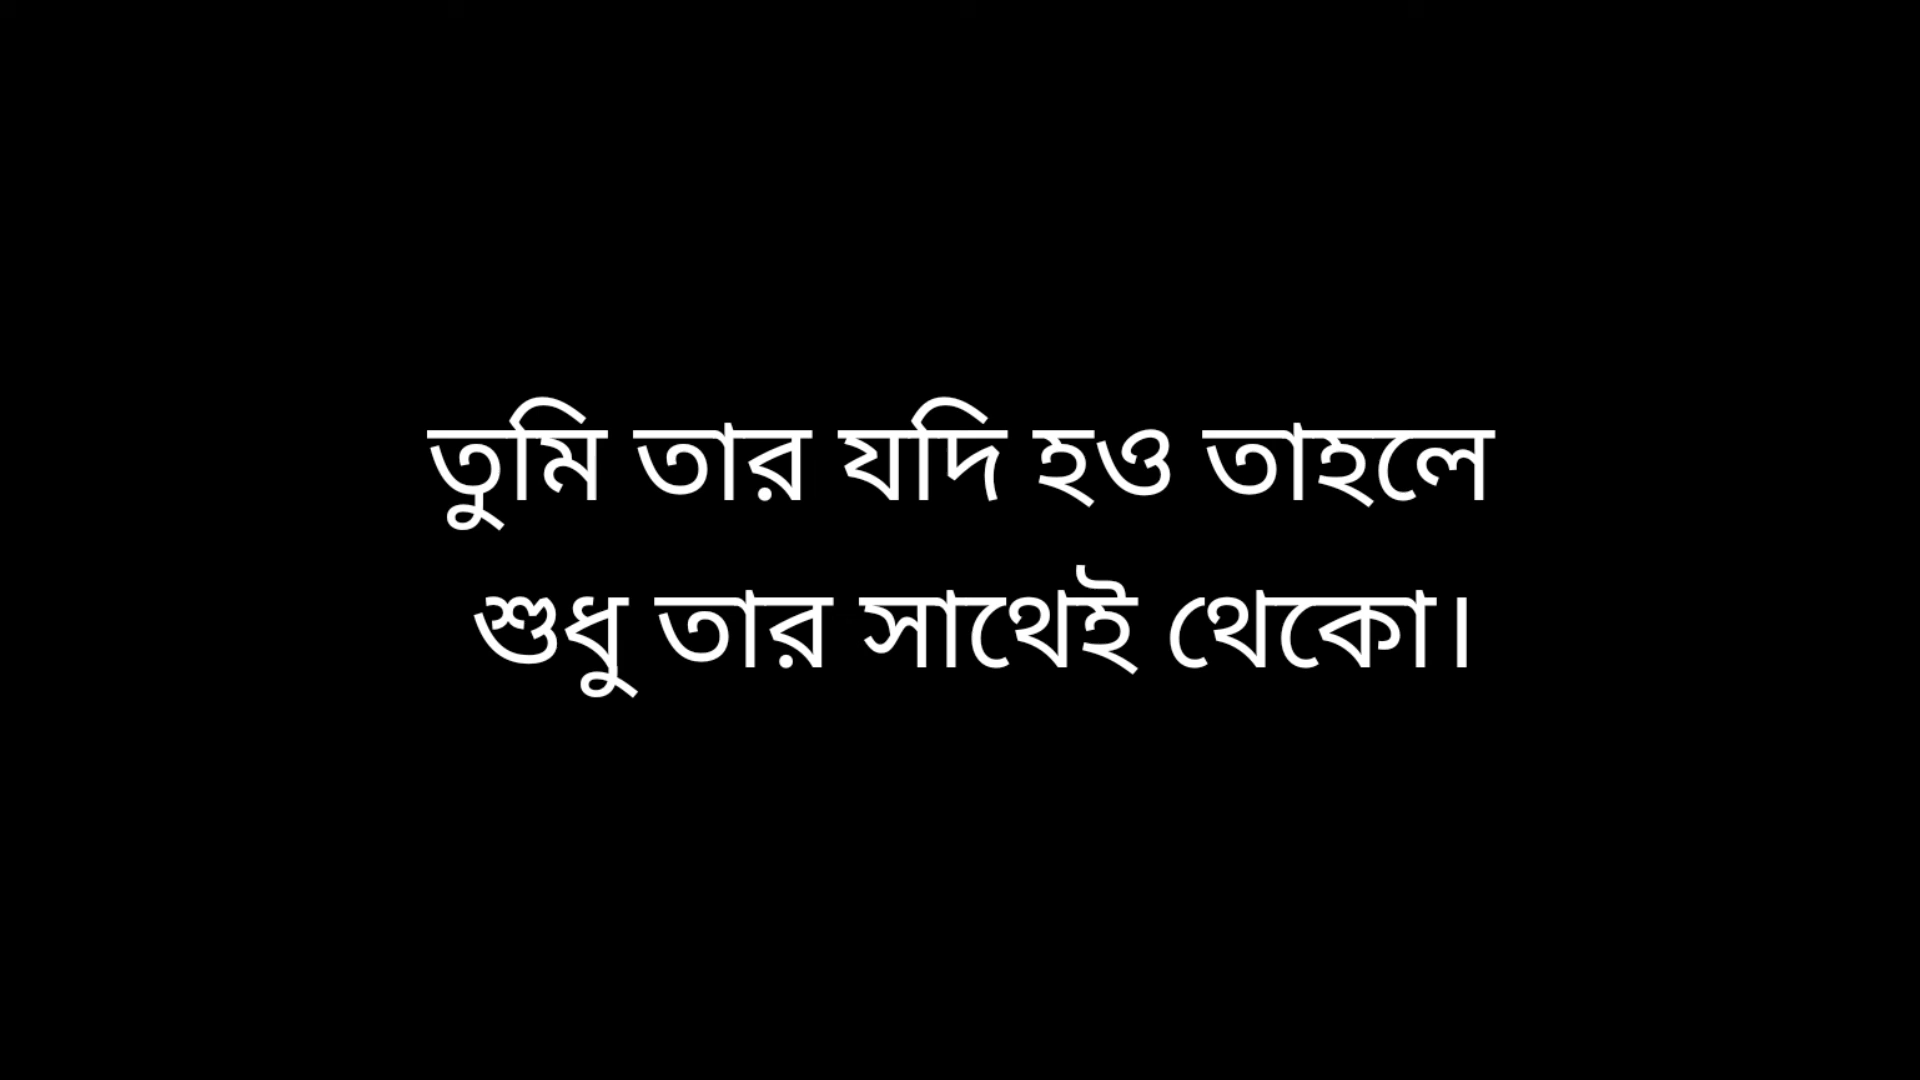 তুমি তার যদি হও তাহলে
শুধু তার সাথেই থেকো।